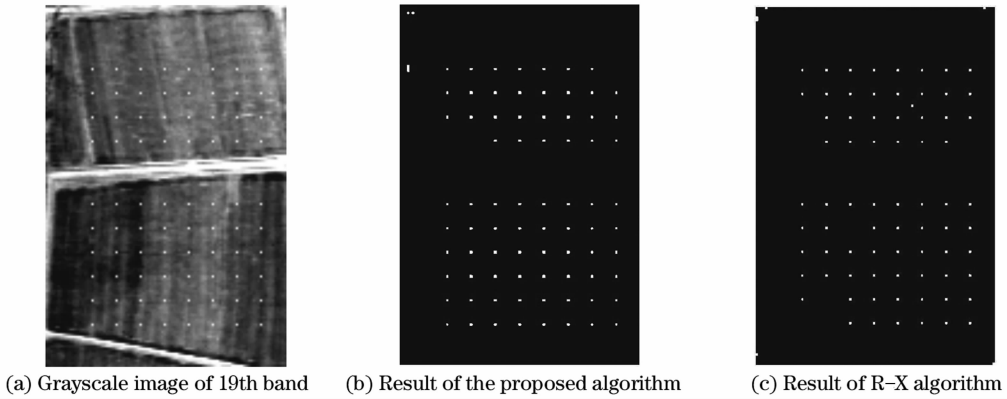 (a) Grayscale image of 19th band
(b) Result of the proposed algorithm
(c) Result of R–X algorithm